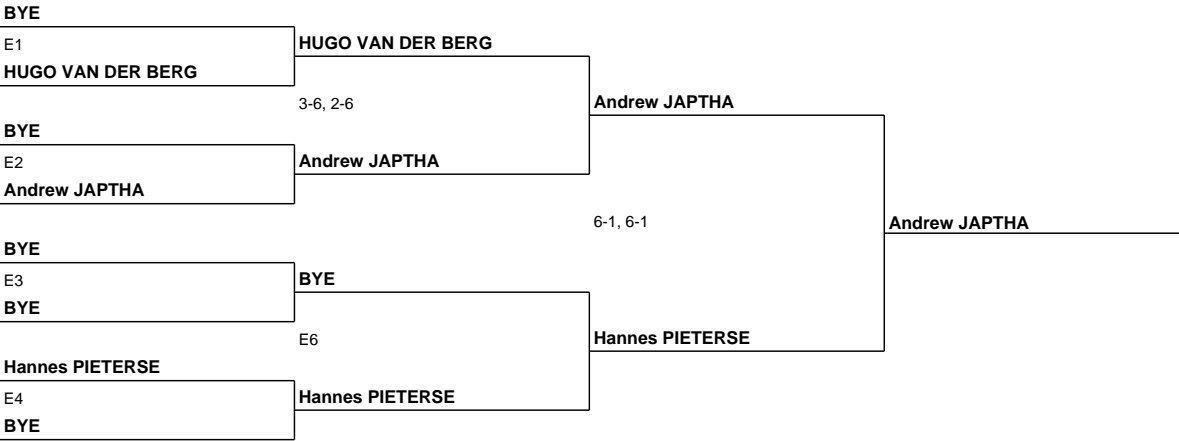 BYE
E1
HUGO VAN DER BERG
HUGO VAN DER BERG
3-6, 2-6
BYE
E2
Andrew JAPTHA
Andrew JAPTHA
Andrew JAPTHA
6-1, 6-1
Andrew JAPTHA
BYE
E3
BYE
BYE
E6
Hannes PIETERSE
Hannes PIETERSE
E4
BYE
Hannes PIETERSE